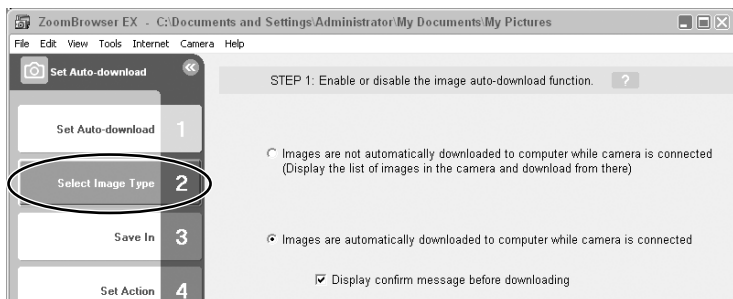 ZoomBrowser EX - C:\Documents and Settings\Administrator\My Documents\My Pictures
File Edit View Tools Internet Camera Help
Set Auto-download
STEP 1: Enable or disable the image auto-download function. ?
Set Auto-download 1
Images are not automatically downloaded to computer while camera is connected
(Display the list of images in the camera and download from there)
Select Image Type 2
Save In 3
Images are automatically downloaded to computer while camera is connected
Display confirm message before downloading
Set Action 4